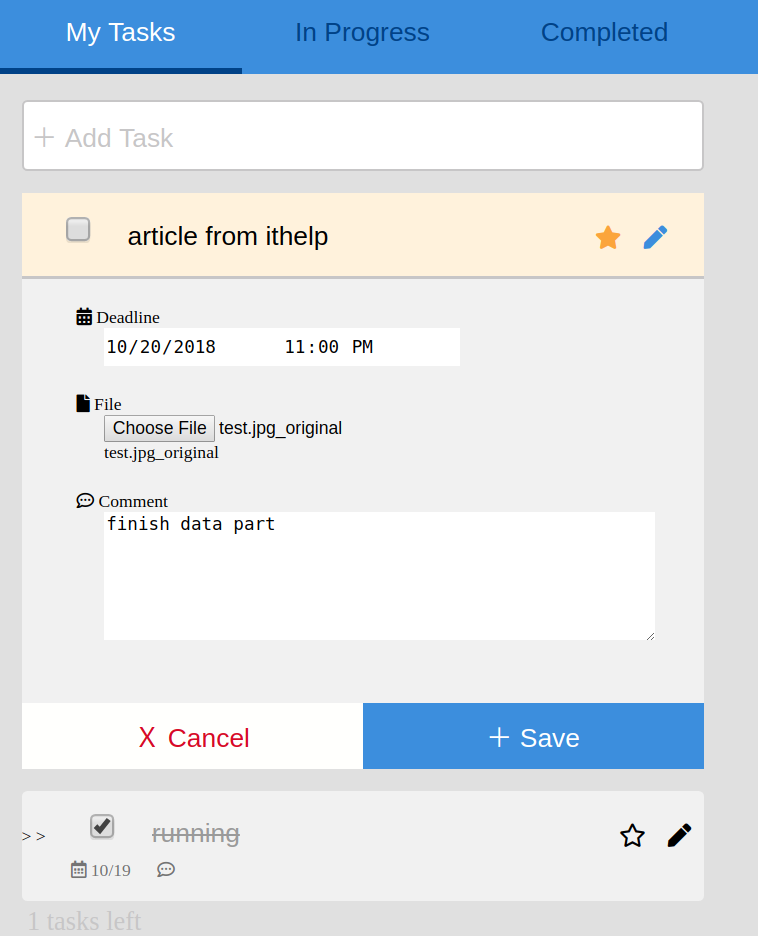 My Tasks In Progress Completed
+ Add Task
article from ithelp
Deadline
10/20/2018 11:00 PM
File
Choose File test.jpg_original
test.jpg_original
Comment
finish data part
X Cancel + Save
> > running
10/19
1 tasks left